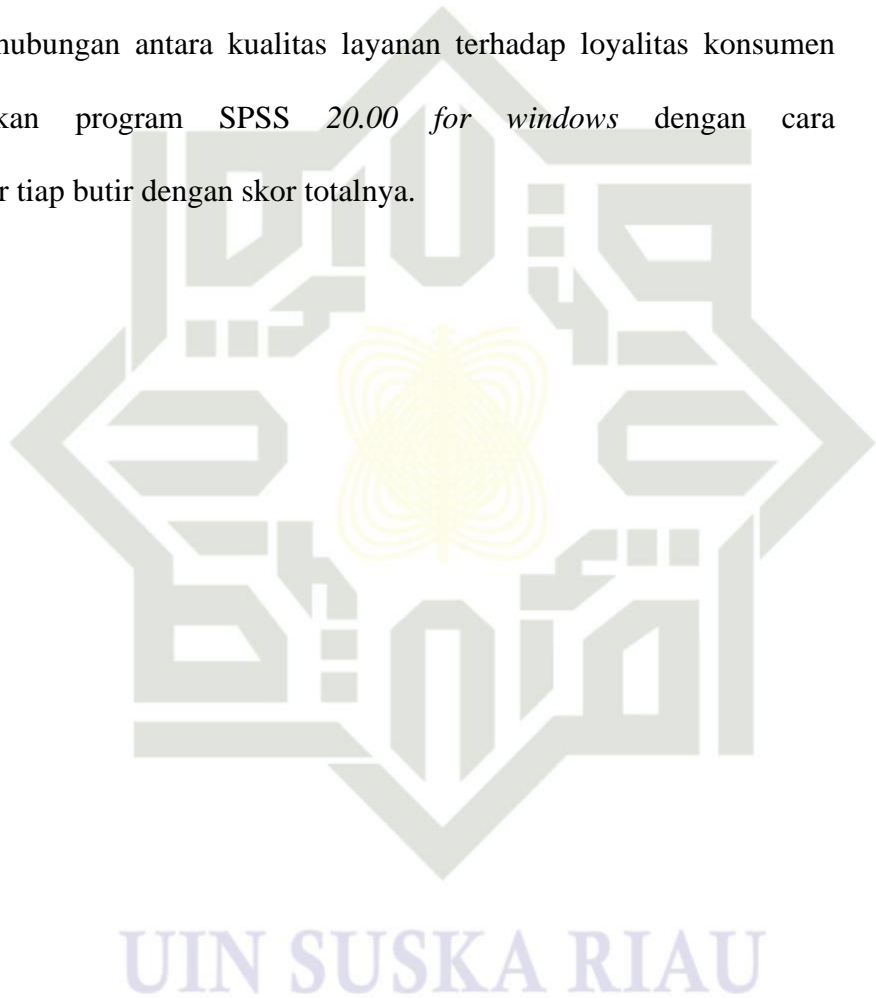 hubungan antara kualitas layanan terhadap loyalitas konsumen
kan program SPSS 20.00 for windows dengan cara
r tiap butir dengan skor totalnya.
UIN SUSKA RIAU